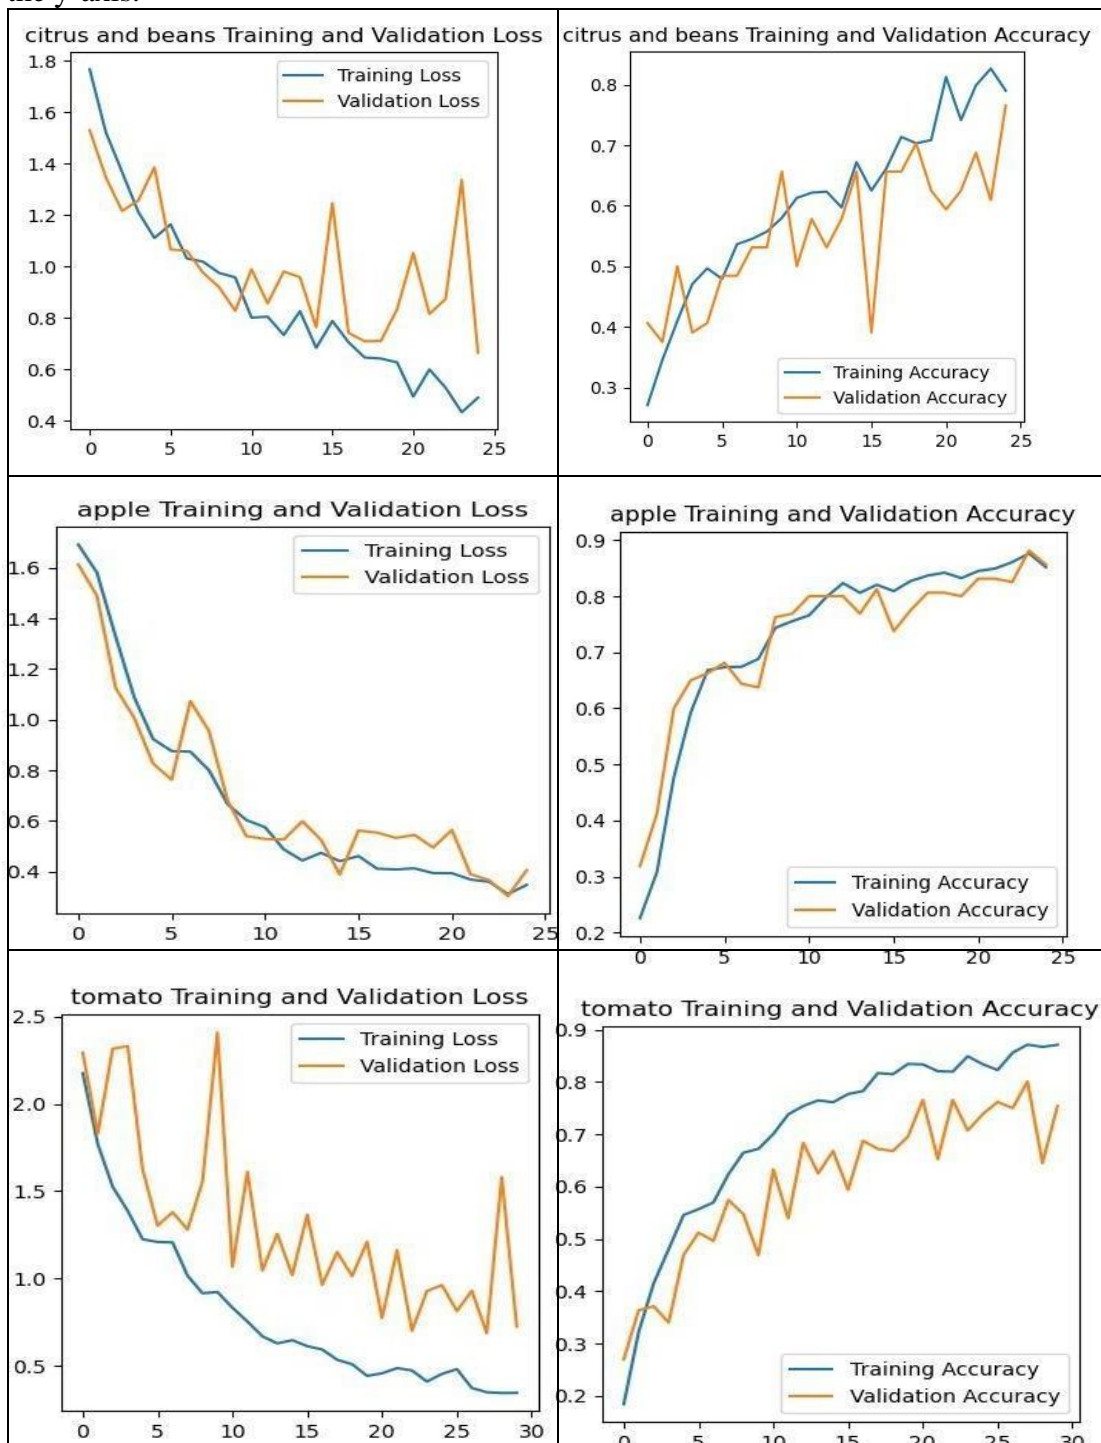 the y-axis.
citrus and beans Training and Validation Loss
1.8
1.6
1.4
1.2
1.0
0.8
0.6
0.4
Training Loss
Validation Loss
0 5 10 15 20 25
citrus and beans Training and Validation Accuracy
0.8
0.7
0.6
0.5
0.4
0.3
Training Accuracy
Validation Accuracy
0 5 10 15 20 25
apple Training and Validation Loss
1.6
1.4
1.2
1.0
0.8
0.6
0.4
Training Loss
Validation Loss
0 5 10 15 20 25
apple Training and Validation Accuracy
0.9
0.8
0.7
0.6
0.5
0.4
0.3
0.2
Training Accuracy
Validation Accuracy
0 5 10 15 20 25
tomato Training and Validation Loss
2.5
2.0
1.5
1.0
0.5
Training Loss
Validation Loss
0 5 10 15 20 25 30
tomato Training and Validation Accuracy
0.9
0.8
0.7
0.6
0.5
0.4
0.3
0.2
Training Accuracy
Validation Accuracy
0 5 10 15 20 25 30